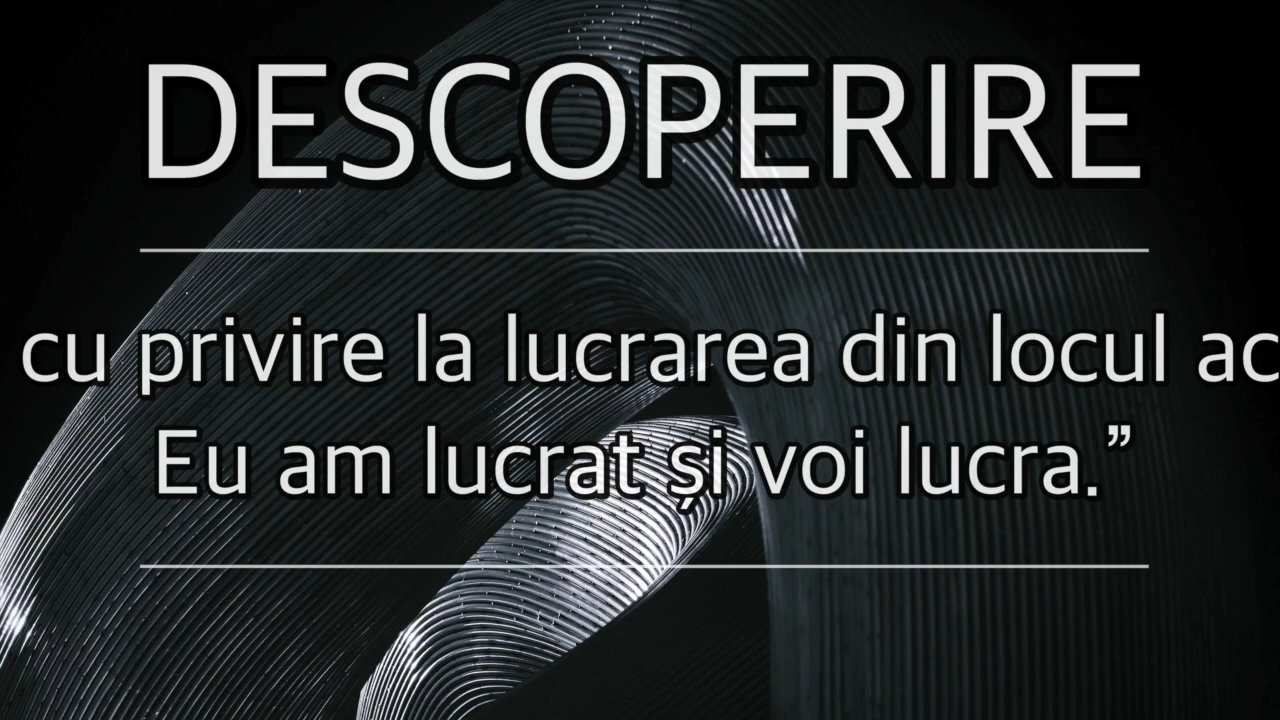 DESCOPERIRE
cu privire la lucrarea din locul ac
Eu am lucrat și voi lucra.”